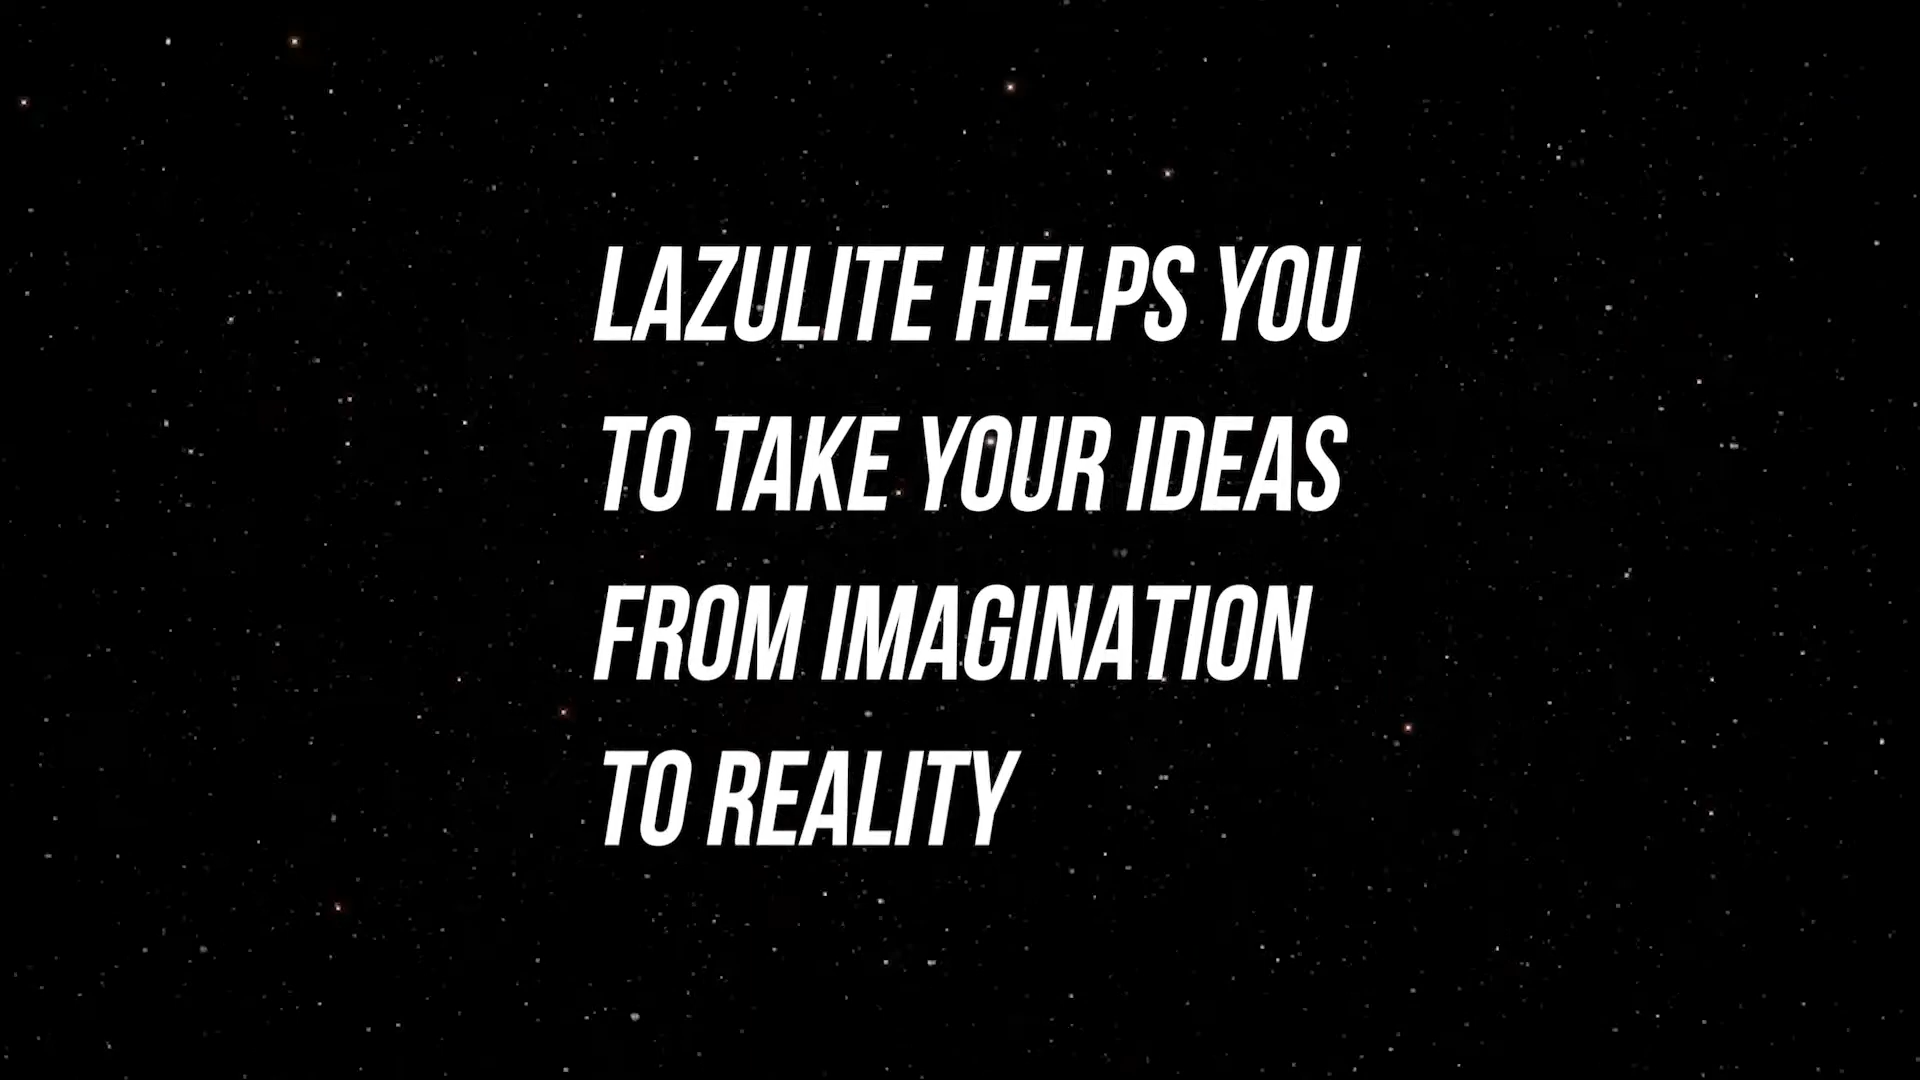 LAZULITE HELPS YOU
TO TAKE YOUR IDEAS
FROM IMAGINATION
TO REALITY